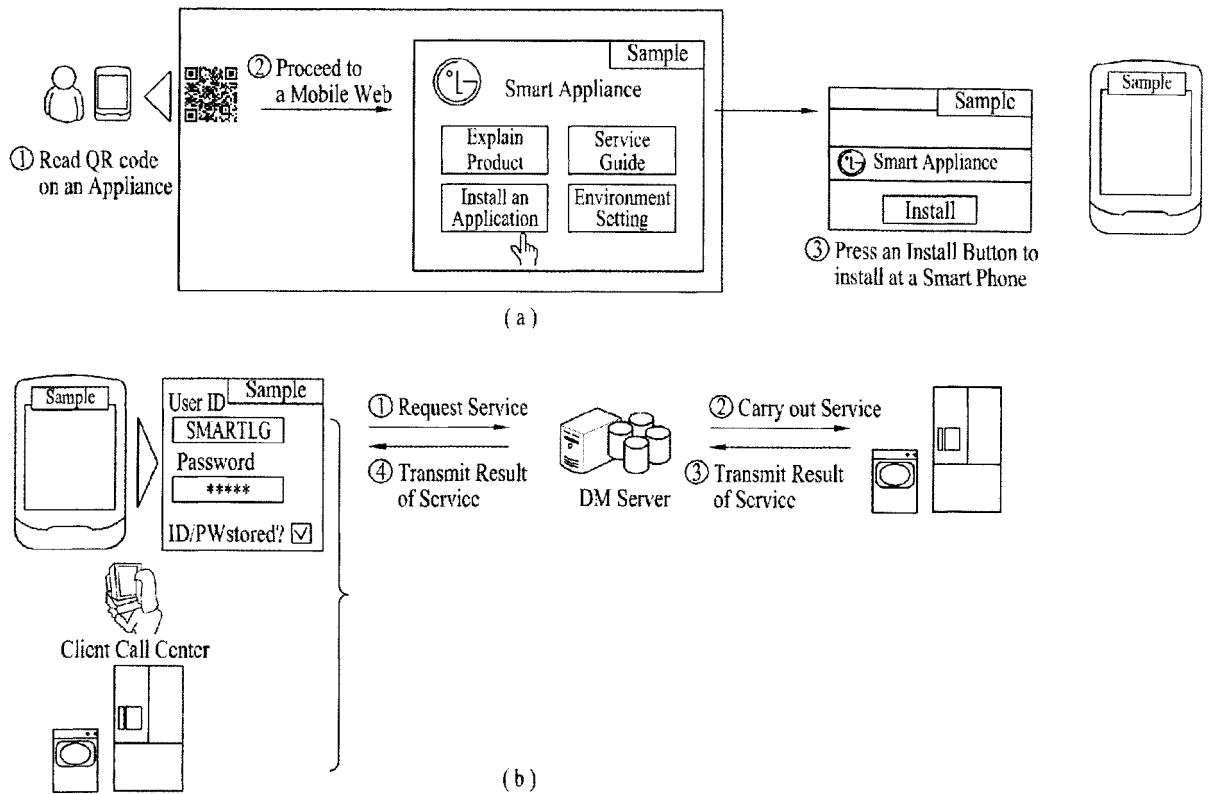 Sample
② Proceed to
a Mobile Web
Smart Appliance
Explain
Product
Service
Guide
Install an
Application
Environment
Setting
① Read QR code
on an Appliance
Sample
Smart Appliance
Install
③ Press an Install Button to
install at a Smart Phone
Sample
( a )
Sample
User ID
Sample
SMARTLG
Password
*****
ID/PWstored?
① Request Service
④ Transmit Result
of Service
DM Server
② Carry out Service
③ Transmit Result
of Service
Client Call Center
( b )